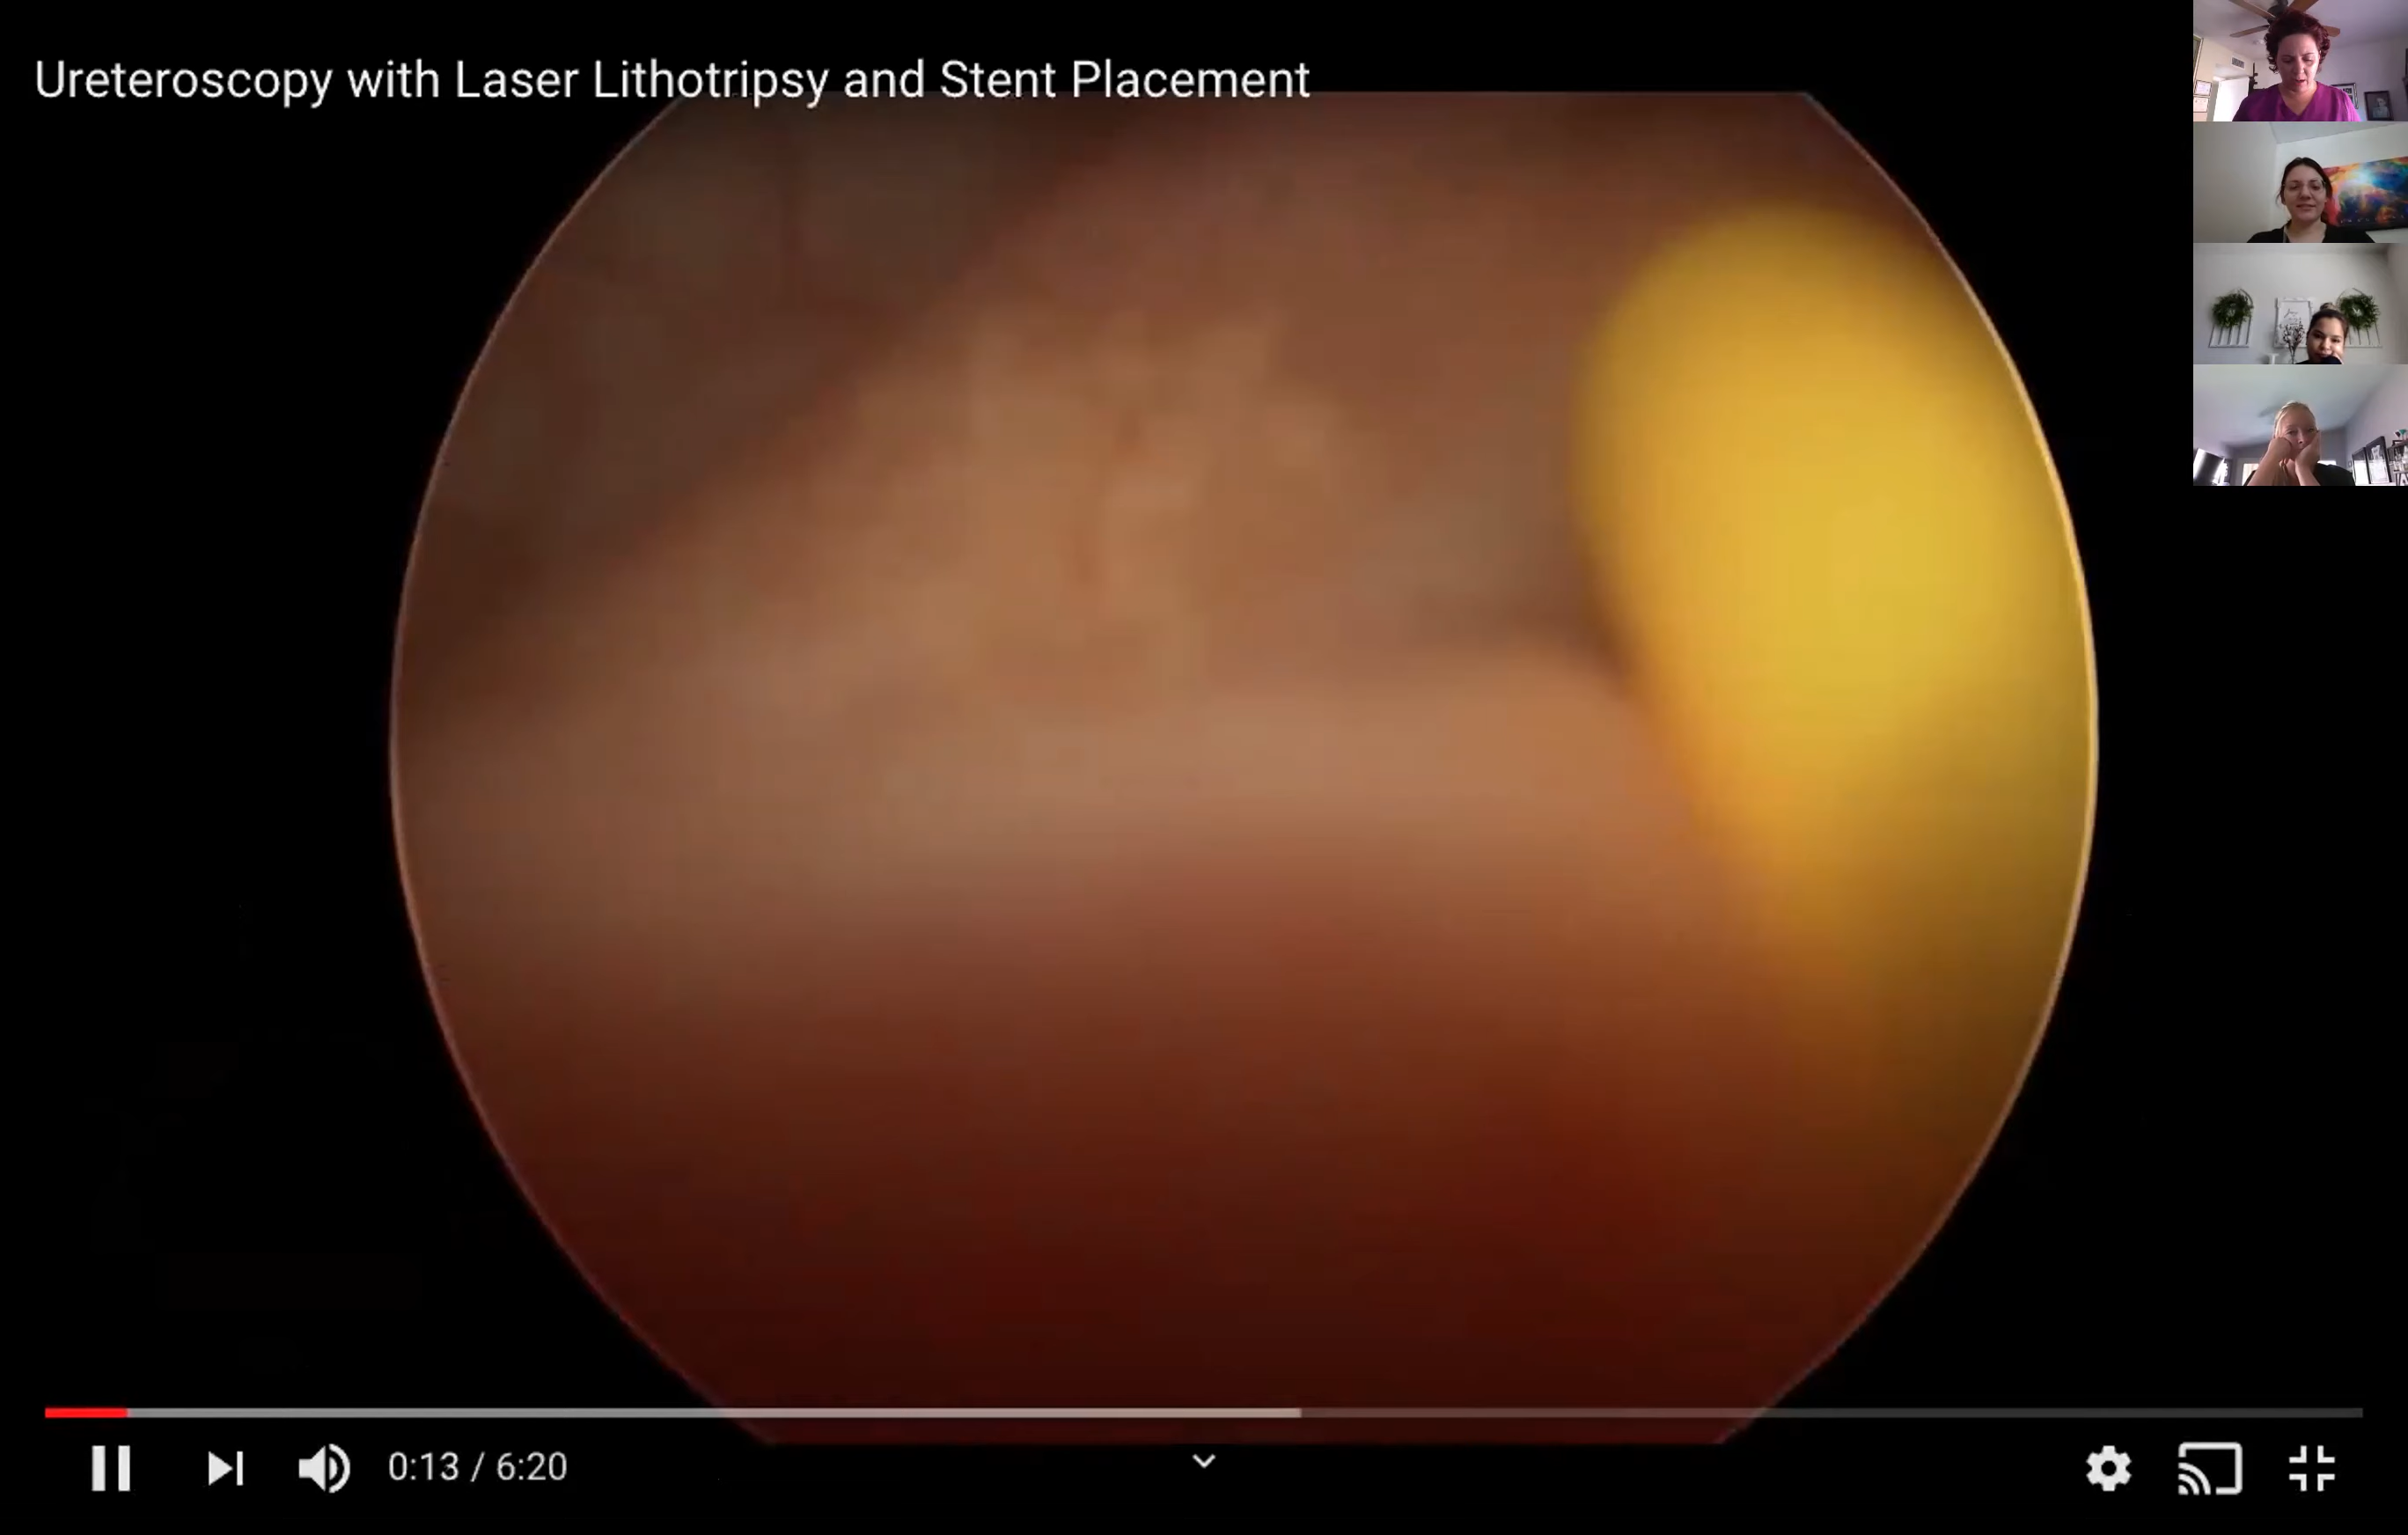 Ureteroscopy with Laser Lithotripsy and Stent Placement
0:13 / 6:20